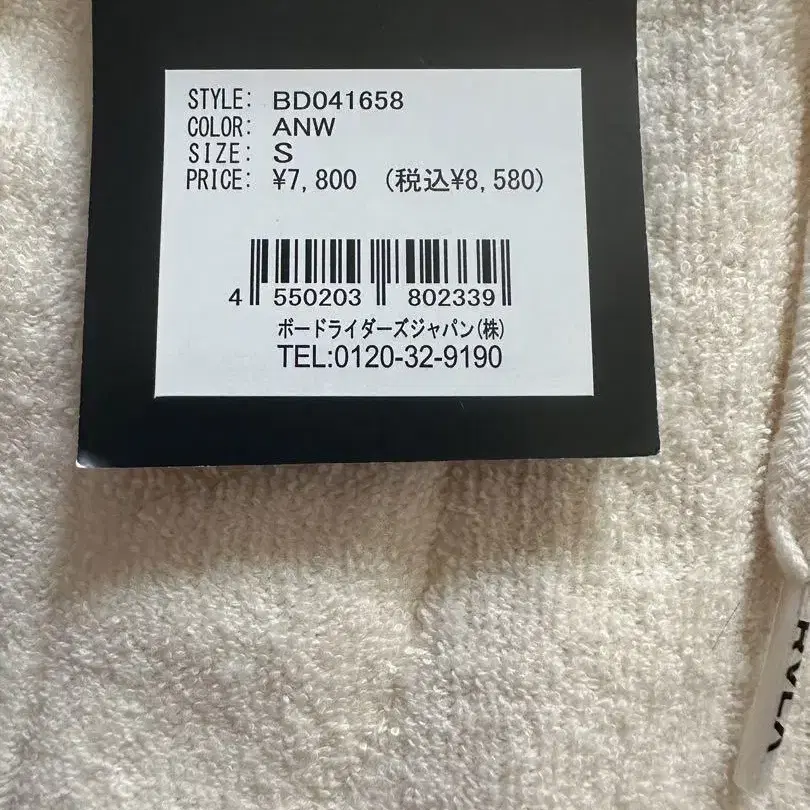 STYLE: BD041658
COLOR: ANW
SIZE: S
PRICE: ¥7,800 (税込¥8,580)
4 550203 802339
ボードライダーズジャパン(株)
TEL:0120-32-9190
RVCA